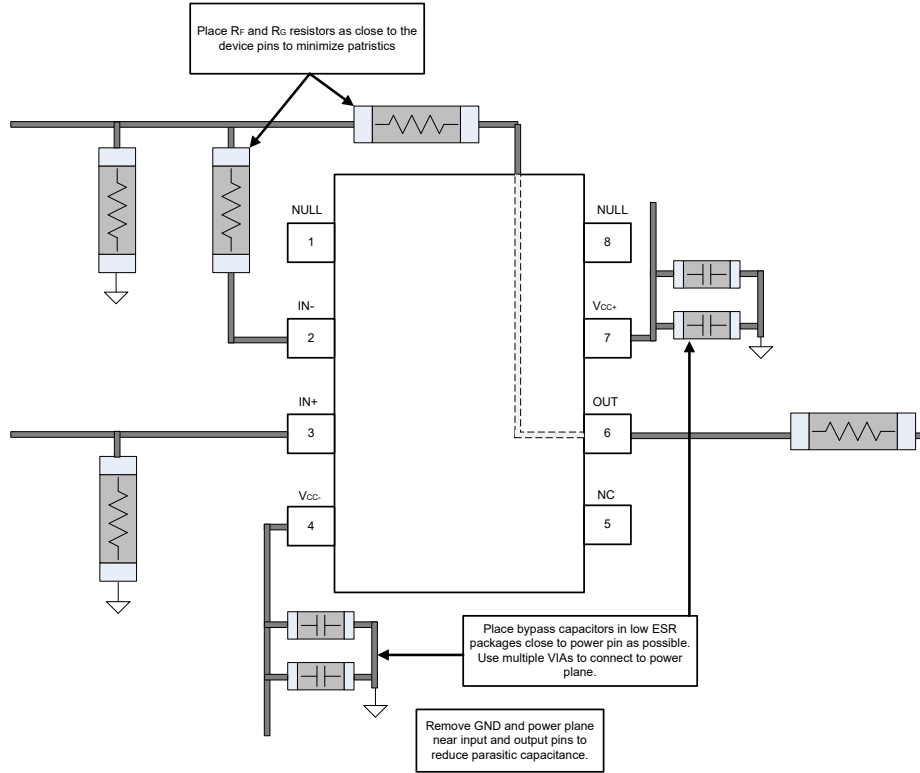 Place RF and RG resistors as close to the
device pins to minimize patristics
NULL
1
NULL
8
IN-
2
VCC+
7
IN+
3
OUT
6
VCC-
4
NC
5
Place bypass capacitors in low ESR
packages close to power pin as possible.
Use multiple VIAs to connect to power
plane.
Remove GND and power plane
near input and output pins to
reduce parasitic capacitance.